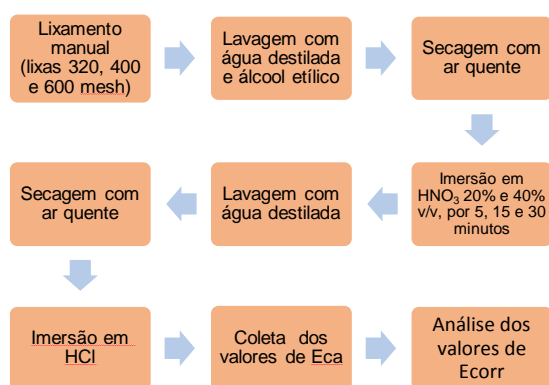 Lixamento
manual
(lixas 320, 400
e 600 mesh)
Lavagem com
água destilada
e álcool etílico
Secagem com
ar quente
Imersão em
HNO₃ 20% e 40%
v/v, por 5, 15 e 30
minutos
Lavagem com
água destilada
Secagem com
ar quente
Imersão em
HCl
Coleta dos
valores de Eca
Análise dos
valores de
Ecorr